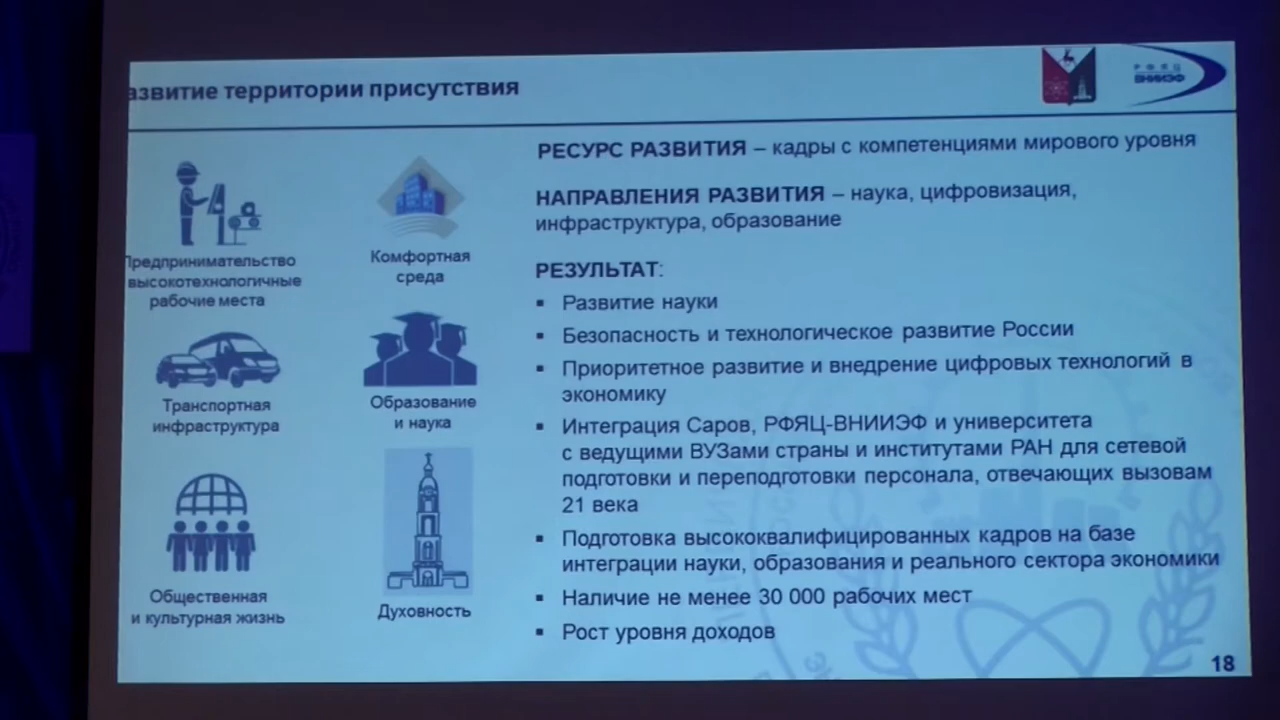 азвитие территории присутствия
РФЯЦ
ВНИИЭФ
РЕСУРС РАЗВИТИЯ – кадры с компетенциями мирового уровня
НАПРАВЛЕНИЯ РАЗВИТИЯ – наука, цифровизация,
инфраструктура, образование
РЕЗУЛЬТАТ:
▪ Развитие науки
▪ Безопасность и технологическое развитие России
▪ Приоритетное развитие и внедрение цифровых технологий в
экономику
▪ Интеграция Саров, РФЯЦ-ВНИИЭФ и университета
с ведущими ВУЗами страны и институтами РАН для сетевой
подготовки и переподготовки персонала, отвечающих вызовам
21 века
▪ Подготовка высококвалифицированных кадров на базе
интеграции науки, образования и реального сектора экономики
▪ Наличие не менее 30 000 рабочих мест
▪ Рост уровня доходов
Предпринимательство
высокотехнологичные
рабочие места
Комфортная
среда
Транспортная
инфраструктура
Образование
и наука
Общественная
и культурная жизнь
Духовность
18